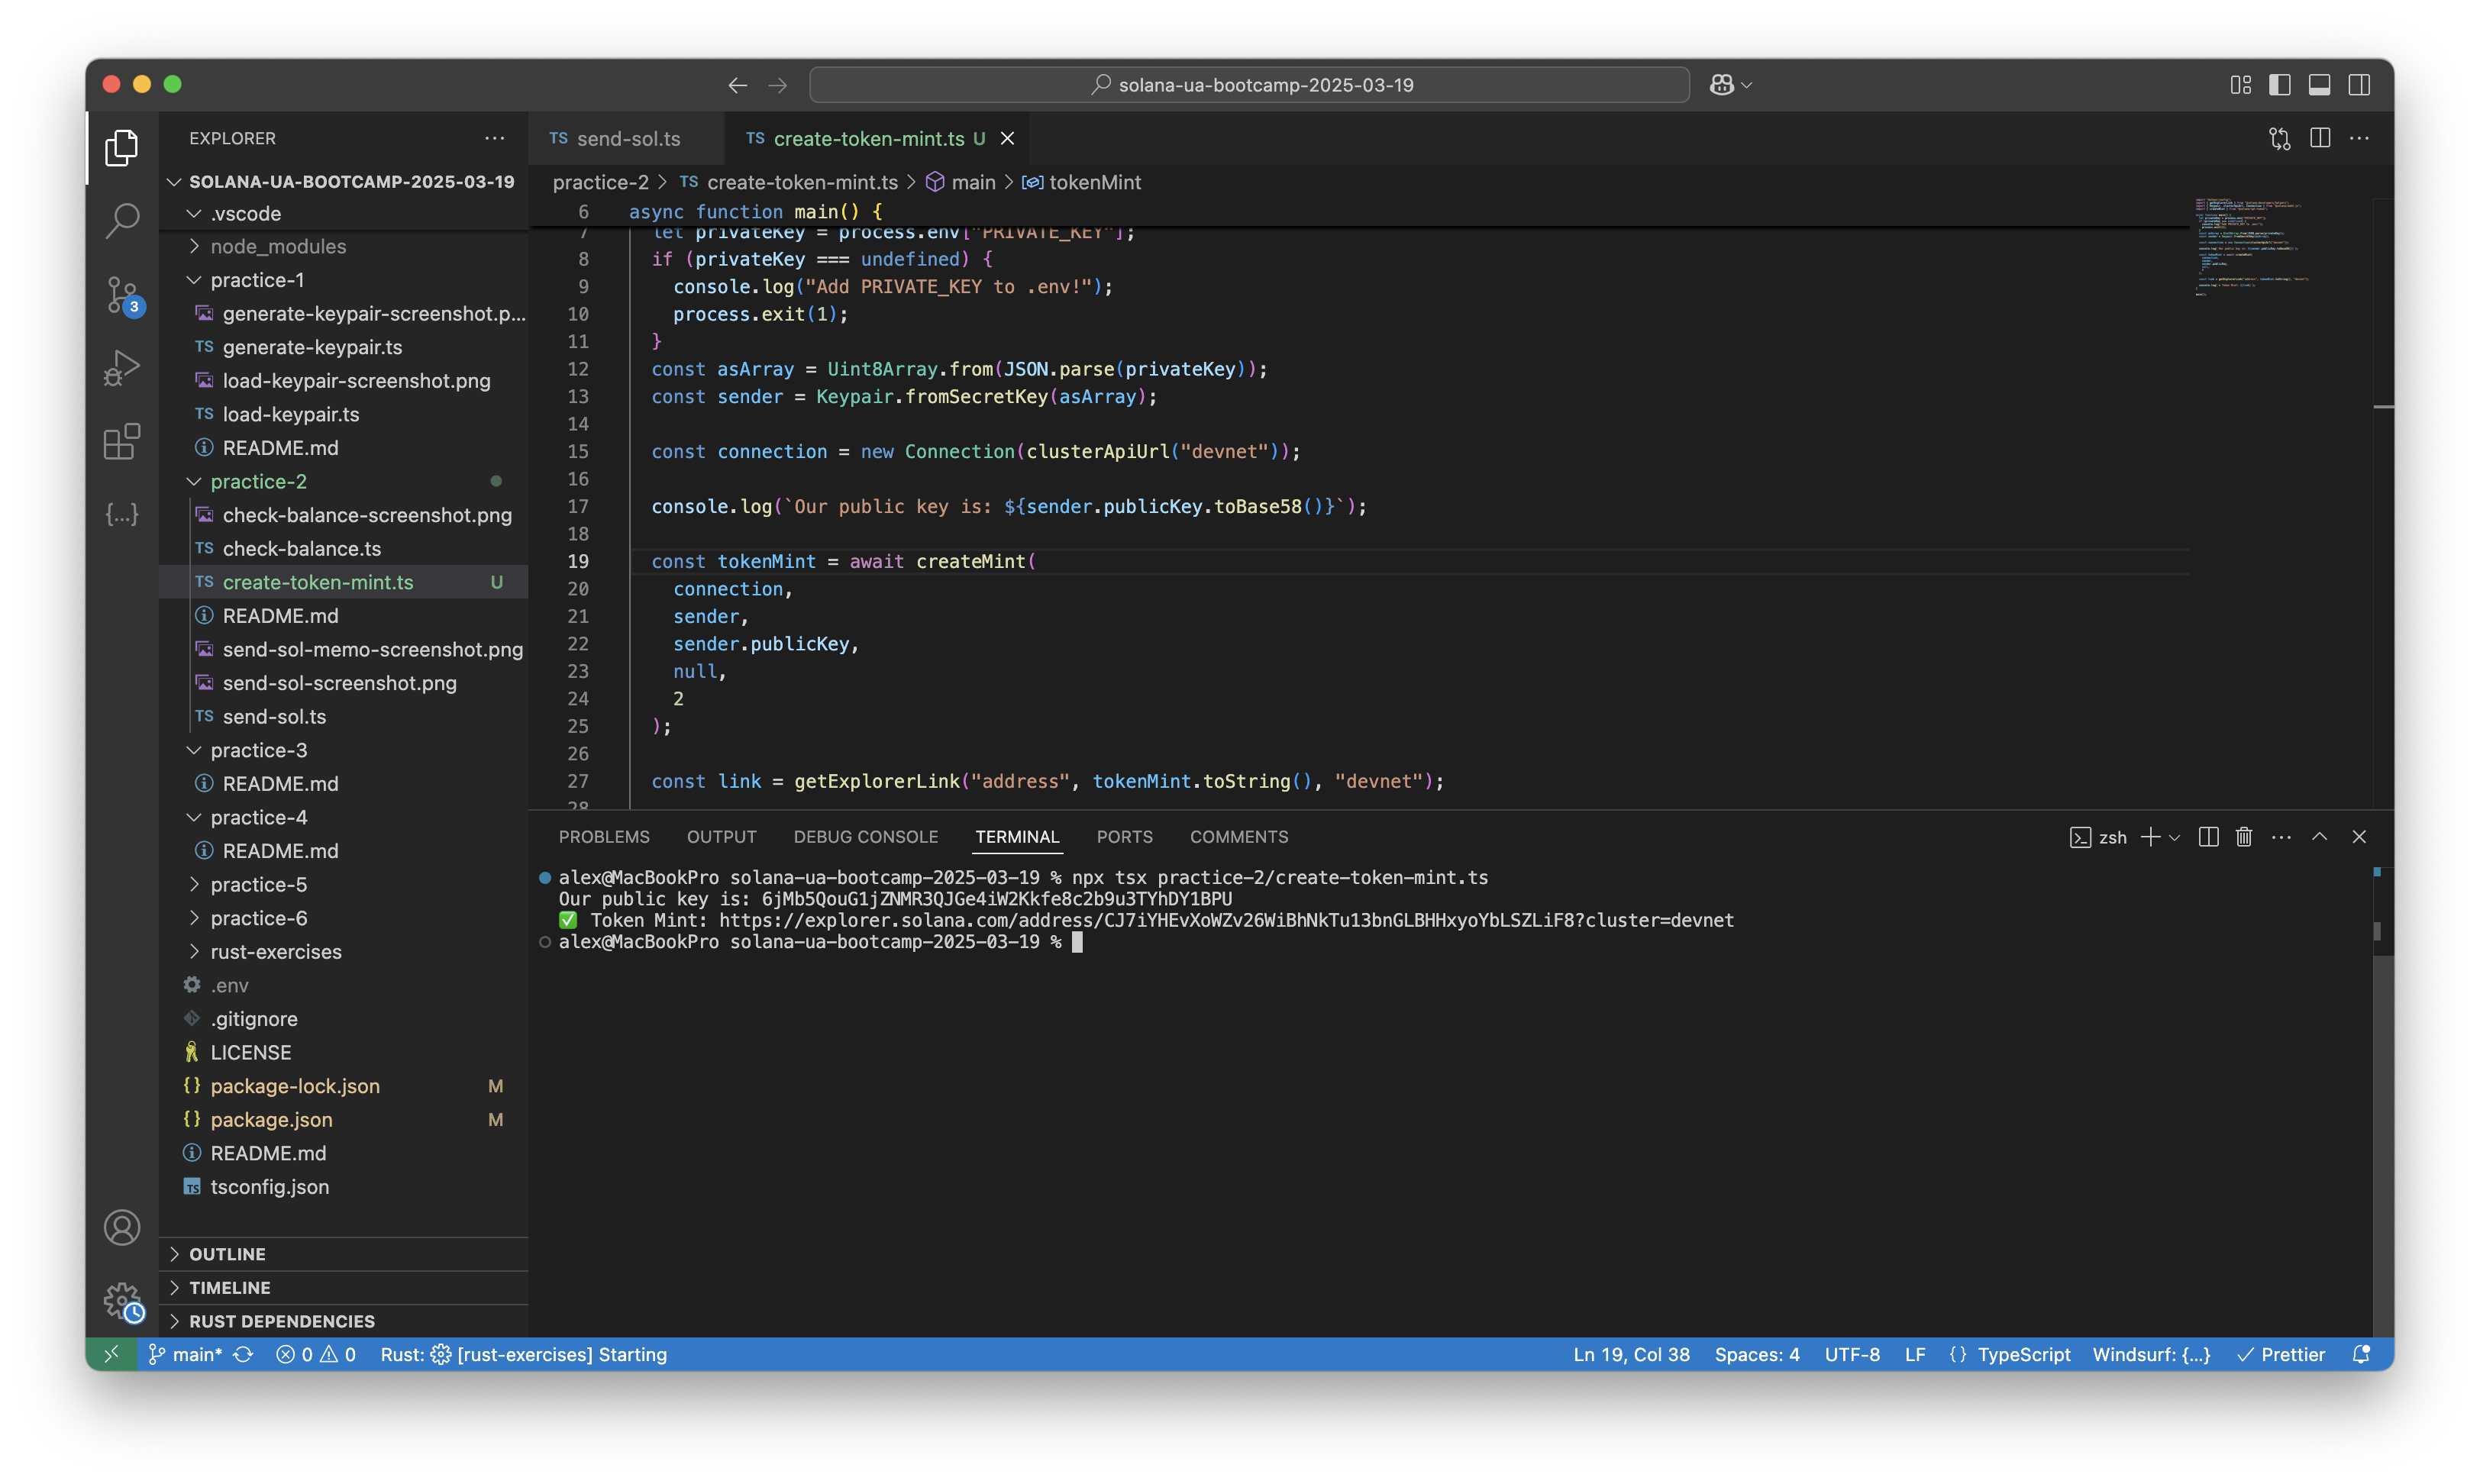 solana-ua-bootcamp-2025-03-19
EXPLORER
SOLANA-UA-BOOTCAMP-2025-03-19
.vscode
node_modules
practice-1
generate-keypair-screenshot.p...
TS generate-keypair.ts
load-keypair-screenshot.png
TS load-keypair.ts
README.md
practice-2
check-balance-screenshot.png
TS check-balance.ts
TS create-token-mint.ts U
README.md
send-sol-memo-screenshot.png
send-sol-screenshot.png
TS send-sol.ts
practice-3
README.md
practice-4
README.md
practice-5
practice-6
rust-exercises
.env
.gitignore
LICENSE
{} package-lock.json M
{} package.json M
README.md
TS tsconfig.json
OUTLINE
TIMELINE
RUST DEPENDENCIES
3
{...}
TS send-sol.ts
TS create-token-mint.ts U
practice-2 > TS create-token-mint.ts > main > tokenMint
6 async function main() {
7 let privateKey = process.env["PRIVATE_KEY"];
8 if (privateKey === undefined) {
9 console.log("Add PRIVATE_KEY to .env!");
10 process.exit(1);
11 }
12 const asArray = Uint8Array.from(JSON.parse(privateKey));
13 const sender = Keypair.fromSecretKey(asArray);
14
15 const connection = new Connection(clusterApiUrl("devnet"));
16
17 console.log(`Our public key is: ${sender.publicKey.toBase58()}`);
18
19 const tokenMint = await createMint(
20 connection,
21 sender,
22 sender.publicKey,
23 null,
24 2
25 );
26
27 const link = getExplorerLink("address", tokenMint.toString(), "devnet");
28
PROBLEMS OUTPUT DEBUG CONSOLE TERMINAL PORTS COMMENTS
zsh
alex@MacBookPro solana-ua-bootcamp-2025-03-19 % npx tsx practice-2/create-token-mint.ts
Our public key is: 6jMb5QouG1jZNMR3QJGe4iW2Kkfe8c2b9u3TYhDY1BPU
✅ Token Mint: https://explorer.solana.com/address/CJ7iYHEvXoWZv26WiBhNkTu13bnGLBHHxyoYbLSZLiF8?cluster=devnet
alex@MacBookPro solana-ua-bootcamp-2025-03-19 %
main* 0 0 Rust: [rust-exercises] Starting
Ln 19, Col 38 Spaces: 4 UTF-8 LF {} TypeScript Windsurf: {...} Prettier